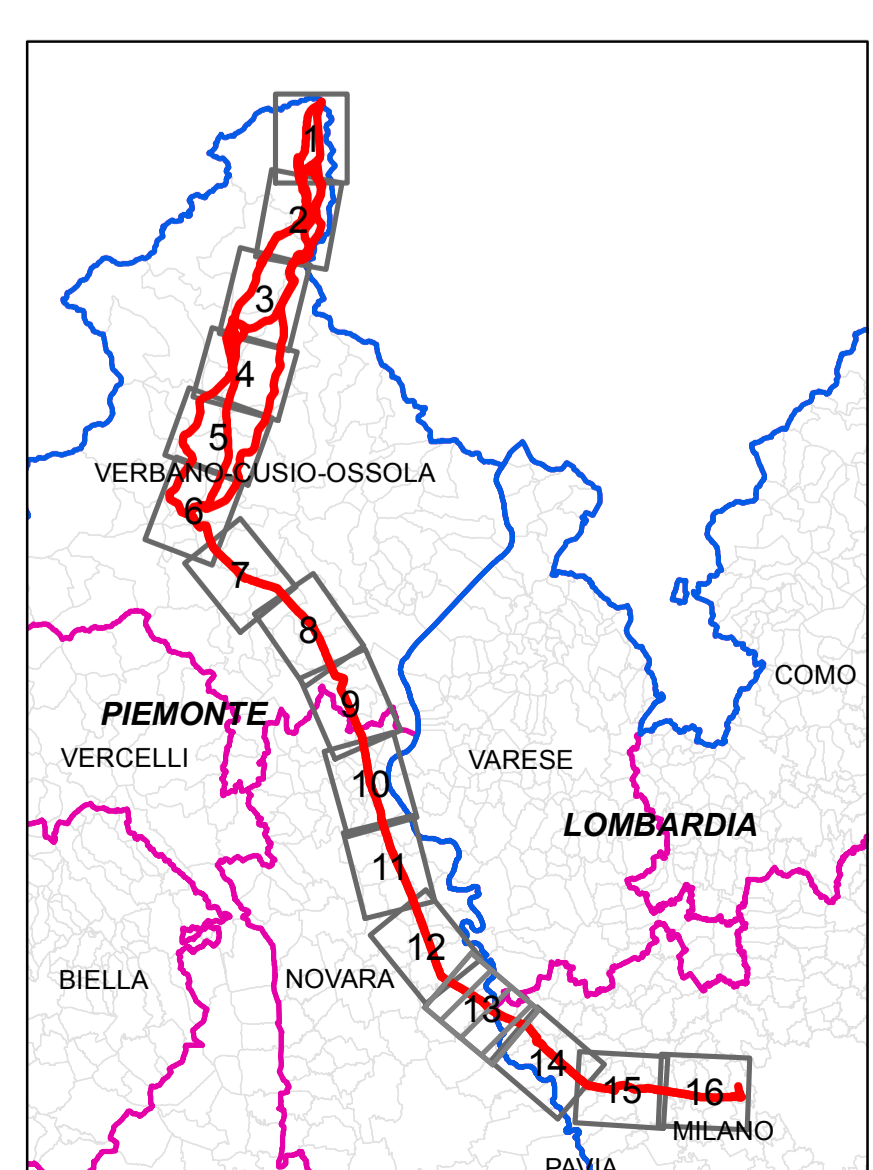 1
2
3
4
5
VERBANO-CUSIO-OSSOLA
6
7
8
COMO
9
PIEMONTE
VERCELLI
VARESE
10
LOMBARDIA
11
12
BIELLA
NOVARA
13
14
15
16
MILANO
PAVIA